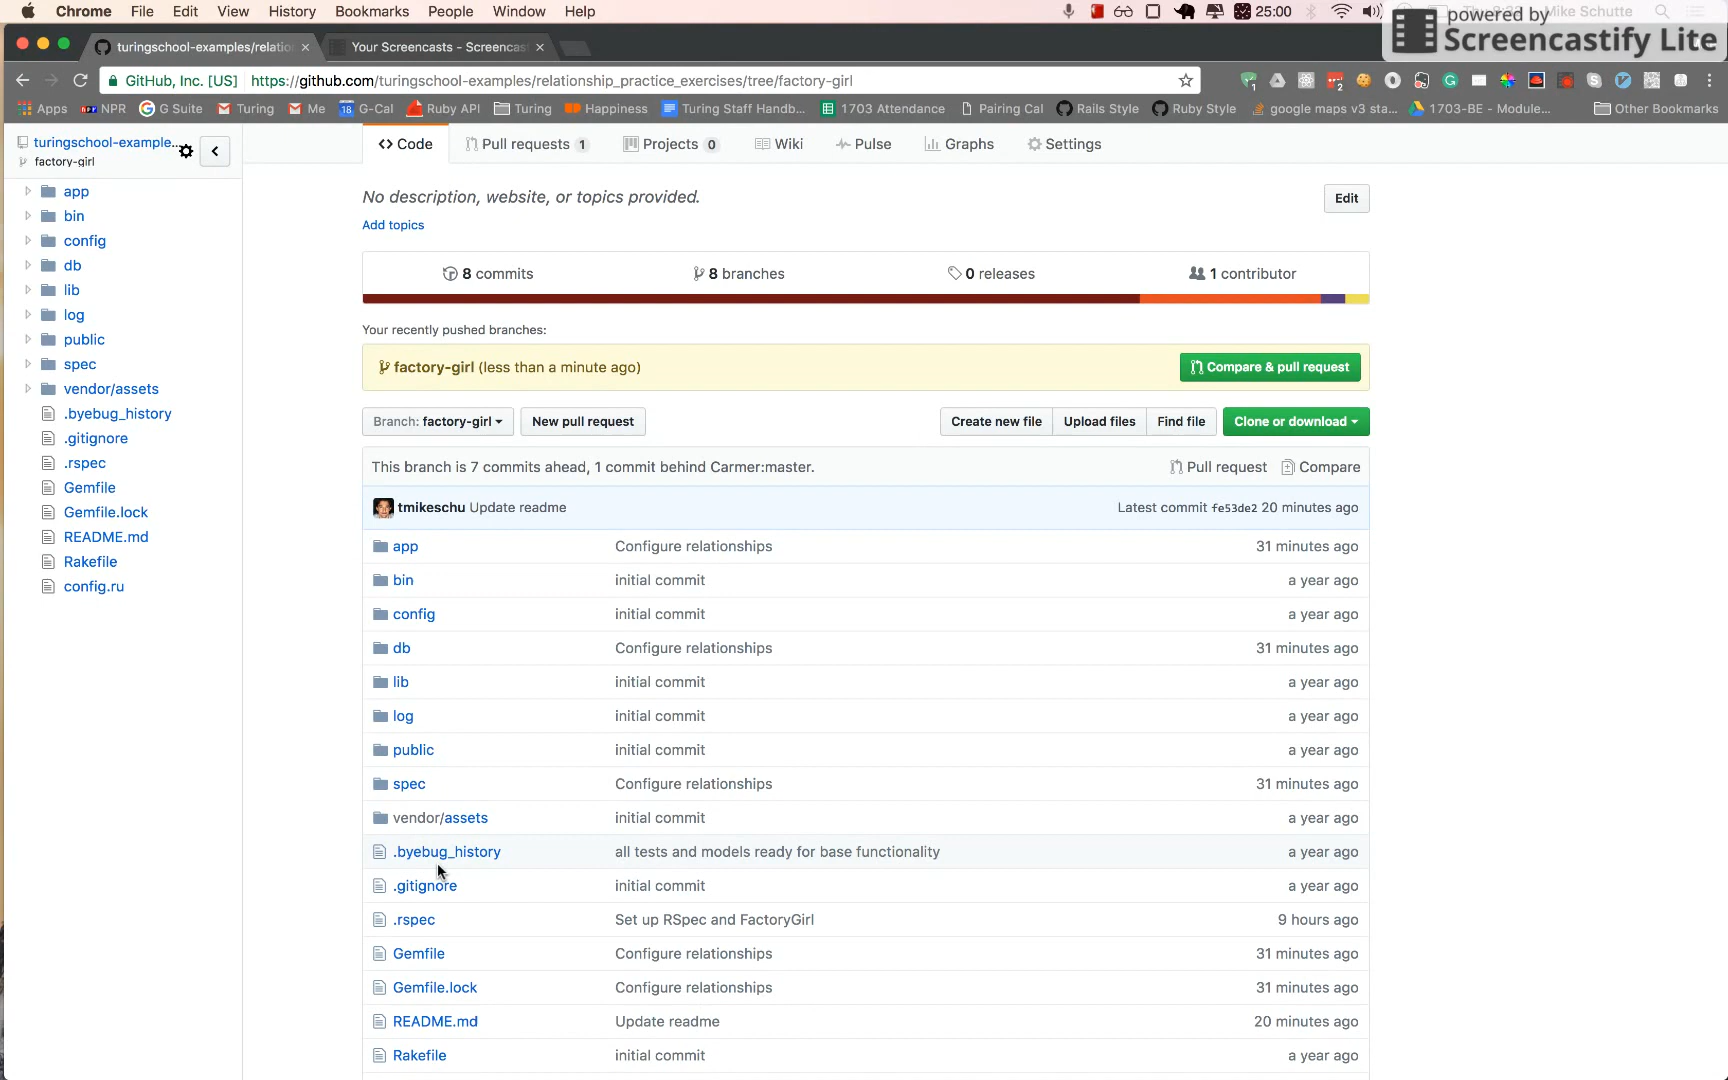 Chrome File Edit View History Bookmarks People Window Help 25:00 Mike Schutte
powered by
Screencastify Lite
turingschool-examples/relatio × Your Screencasts - Screencas ×
GitHub, Inc. [US] https://github.com/turingschool-examples/relationship_practice_exercises/tree/factory-girl
Apps NPR G Suite Turing Me G-Cal Ruby API Turing Happiness Turing Staff Handb... 1703 Attendance Pairing Cal Rails Style Ruby Style google maps v3 sta... 1703-BE - Module... Other Bookmarks
turingschool-example...
factory-girl
app
bin
config
db
lib
log
public
spec
vendor/assets
.byebug_history
.gitignore
.rspec
Gemfile
Gemfile.lock
README.md
Rakefile
config.ru
<> Code Pull requests 1 Projects 0 Wiki Pulse Graphs Settings
No description, website, or topics provided. Edit
Add topics
8 commits 8 branches 0 releases 1 contributor
Your recently pushed branches:
factory-girl (less than a minute ago) Compare & pull request
Branch: factory-girl New pull request Create new file Upload files Find file Clone or download
This branch is 7 commits ahead, 1 commit behind Carmer:master. Pull request Compare
tmikeschu Update readme Latest commit fe53de2 20 minutes ago
app Configure relationships 31 minutes ago
bin initial commit a year ago
config initial commit a year ago
db Configure relationships 31 minutes ago
lib initial commit a year ago
log initial commit a year ago
public initial commit a year ago
spec Configure relationships 31 minutes ago
vendor/assets initial commit a year ago
.byebug_history all tests and models ready for base functionality a year ago
.gitignore initial commit a year ago
.rspec Set up RSpec and FactoryGirl 9 hours ago
Gemfile Configure relationships 31 minutes ago
Gemfile.lock Configure relationships 31 minutes ago
README.md Update readme 20 minutes ago
Rakefile initial commit a year ago